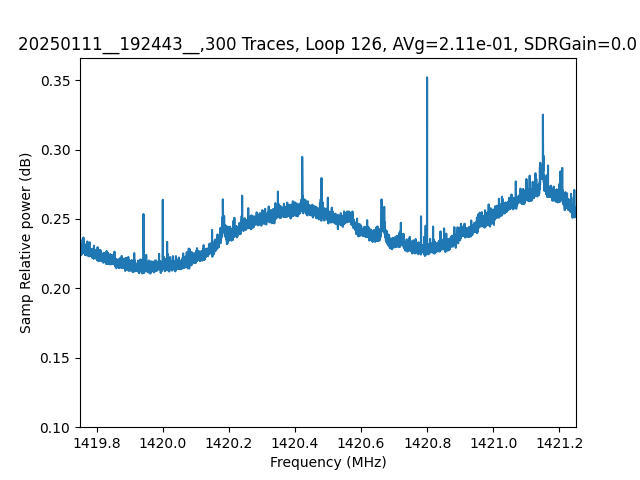 20250111__192443__,300 Traces, Loop 126, AVg=2.11e-01, SDRGain=0.0
0.35
0.30
0.25
0.20
0.15
0.10
Samp Relative power (dB)
1419.8 1420.0 1420.2 1420.4 1420.6 1420.8 1421.0 1421.2
Frequency (MHz)